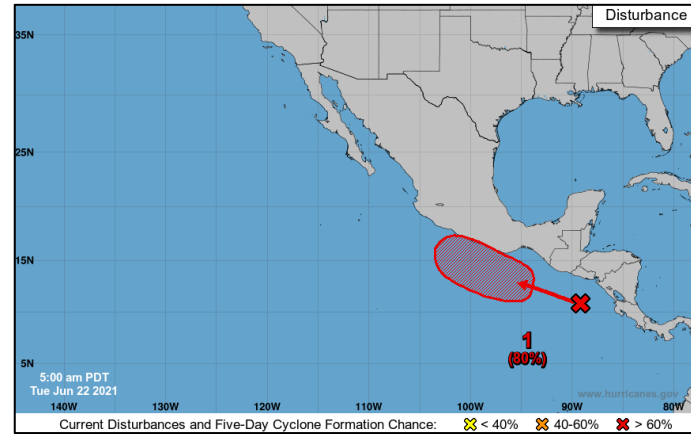 Disturbance
35N
25N
15N
5N
1
(80%)
5:00 am PDT
Tue Jun 22 2021
www.hurricanes.gov
140W 130W 120W 110W 100W 90W 80W
Current Disturbances and Five-Day Cyclone Formation Chance: < 40% 40-60% > 60%